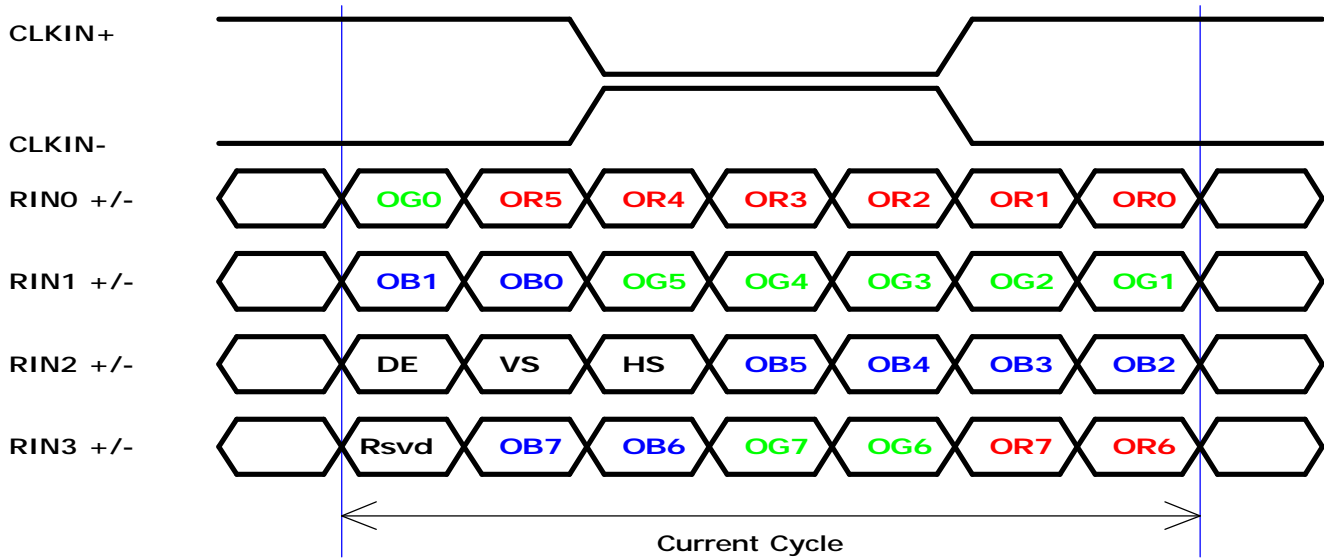 CLKIN+
CLKIN-
RIN0 +/- OG0 OR5 OR4 OR3 OR2 OR1 OR0
RIN1 +/- OB1 OB0 OG5 OG4 OG3 OG2 OG1
RIN2 +/- DE VS HS OB5 OB4 OB3 OB2
RIN3 +/- Rsvd OB7 OB6 OG7 OG6 OR7 OR6
Current Cycle